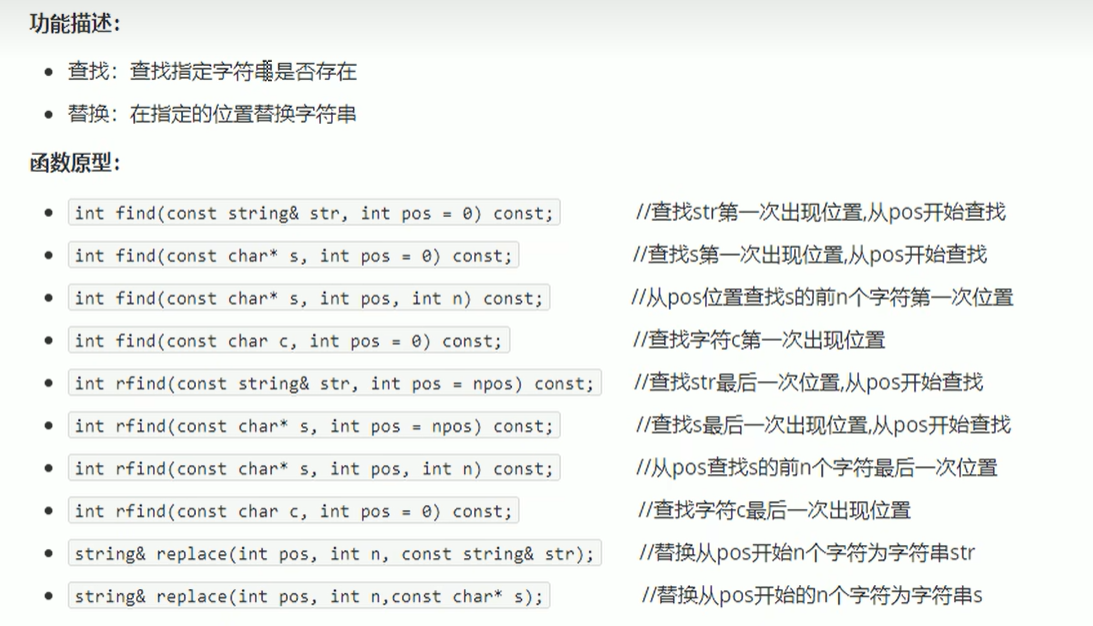 功能描述：
查找：查找指定字符串是否存在
替换：在指定的位置替换字符串
函数原型：
int find(const string& str, int pos = 0) const; //查找str第一次出现位置,从pos开始查找
int find(const char* s, int pos = 0) const; //查找s第一次出现位置,从pos开始查找
int find(const char* s, int pos, int n) const; //从pos位置查找s的前n个字符第一次位置
int find(const char c, int pos = 0) const; //查找字符c第一次出现位置
int rfind(const string& str, int pos = npos) const; //查找str最后一次位置,从pos开始查找
int rfind(const char* s, int pos = npos) const; //查找s最后一次出现位置,从pos开始查找
int rfind(const char* s, int pos, int n) const; //从pos查找s的前n个字符最后一次位置
int rfind(const char c, int pos = 0) const; //查找字符c最后一次出现位置
string& replace(int pos, int n, const string& str); //替换从pos开始n个字符为字符串str
string& replace(int pos, int n,const char* s); //替换从pos开始的n个字符为字符串s